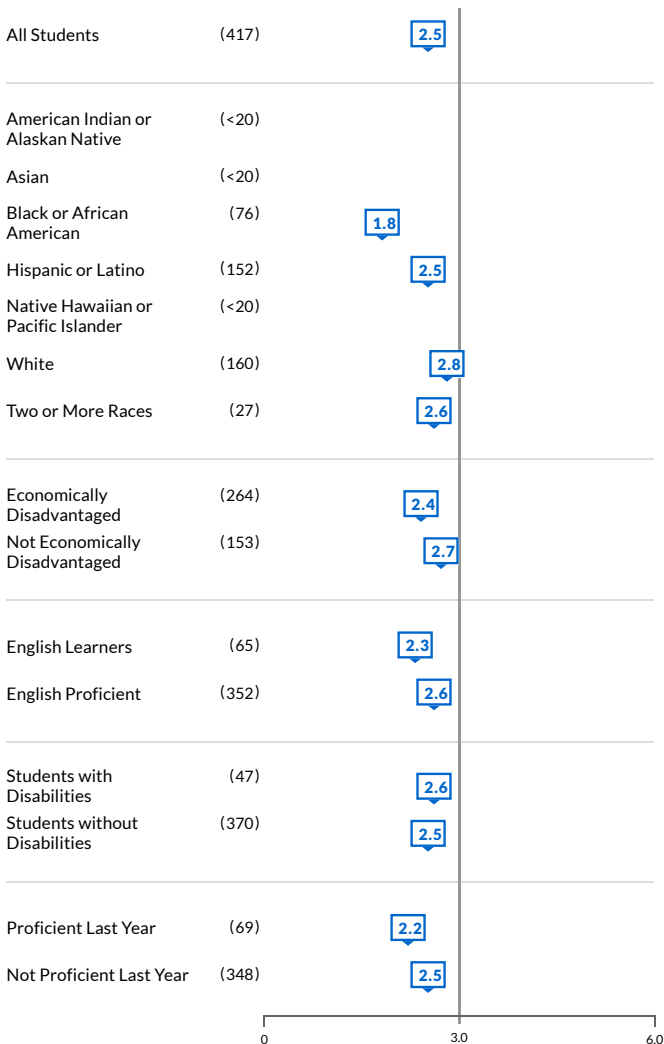 All Students (417) 2.5
American Indian or (<20)
Alaskan Native
Asian (<20)
Black or African (76) 1.8
American
Hispanic or Latino (152) 2.5
Native Hawaiian or (<20)
Pacific Islander
White (160) 2.8
Two or More Races (27) 2.6
Economically (264) 2.4
Disadvantaged
Not Economically (153) 2.7
Disadvantaged
English Learners (65) 2.3
English Proficient (352) 2.6
Students with (47) 2.6
Disabilities
Students without (370) 2.5
Disabilities
Proficient Last Year (69) 2.2
Not Proficient Last Year (348) 2.5
0 3.0 6.0